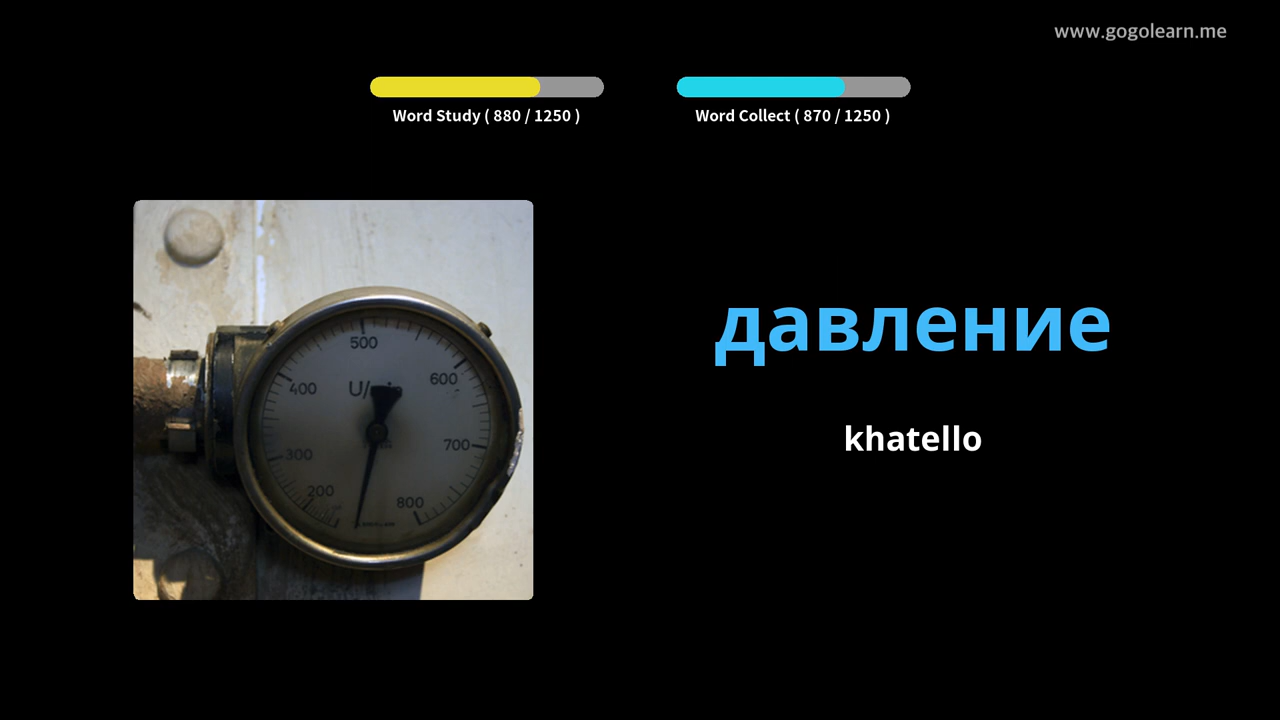 www.gogolearn.me
Word Study ( 880 / 1250 )
Word Collect ( 870 / 1250 )
давление
khatello
500
400
600
U/min
300
700
200
800